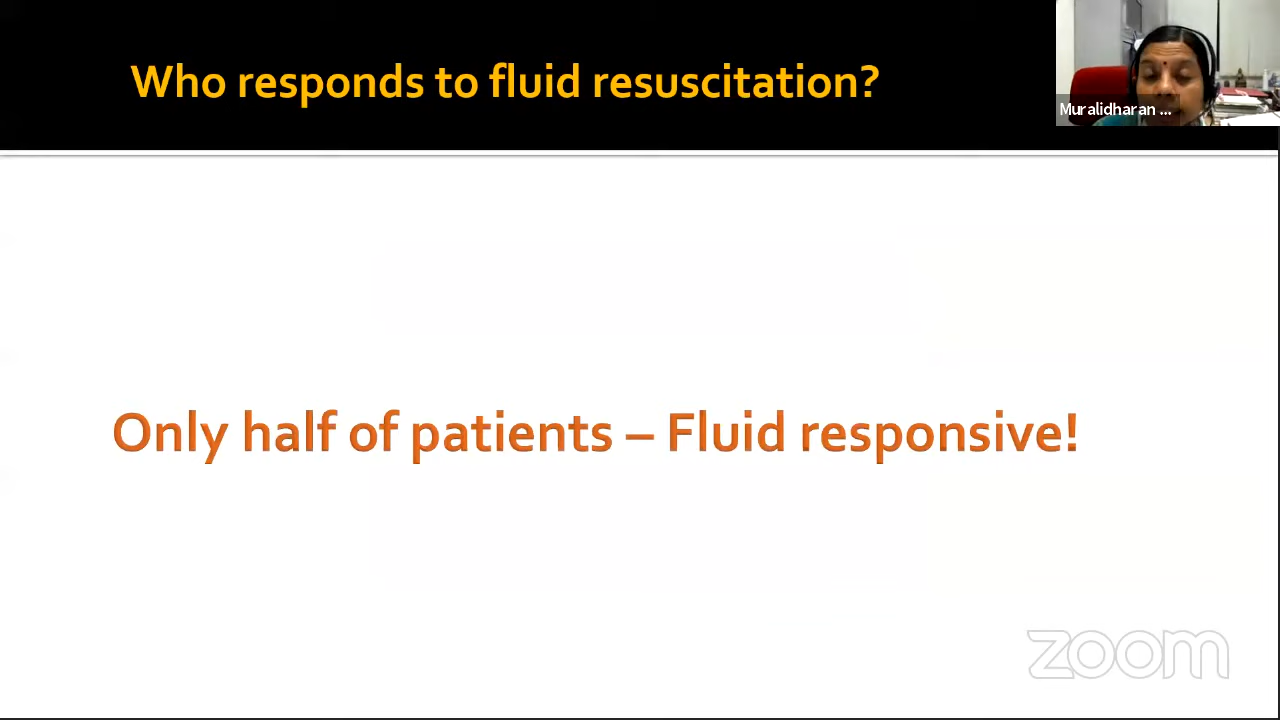 Who responds to fluid resuscitation?
Muralidharan ...
Only half of patients – Fluid responsive!
zoom